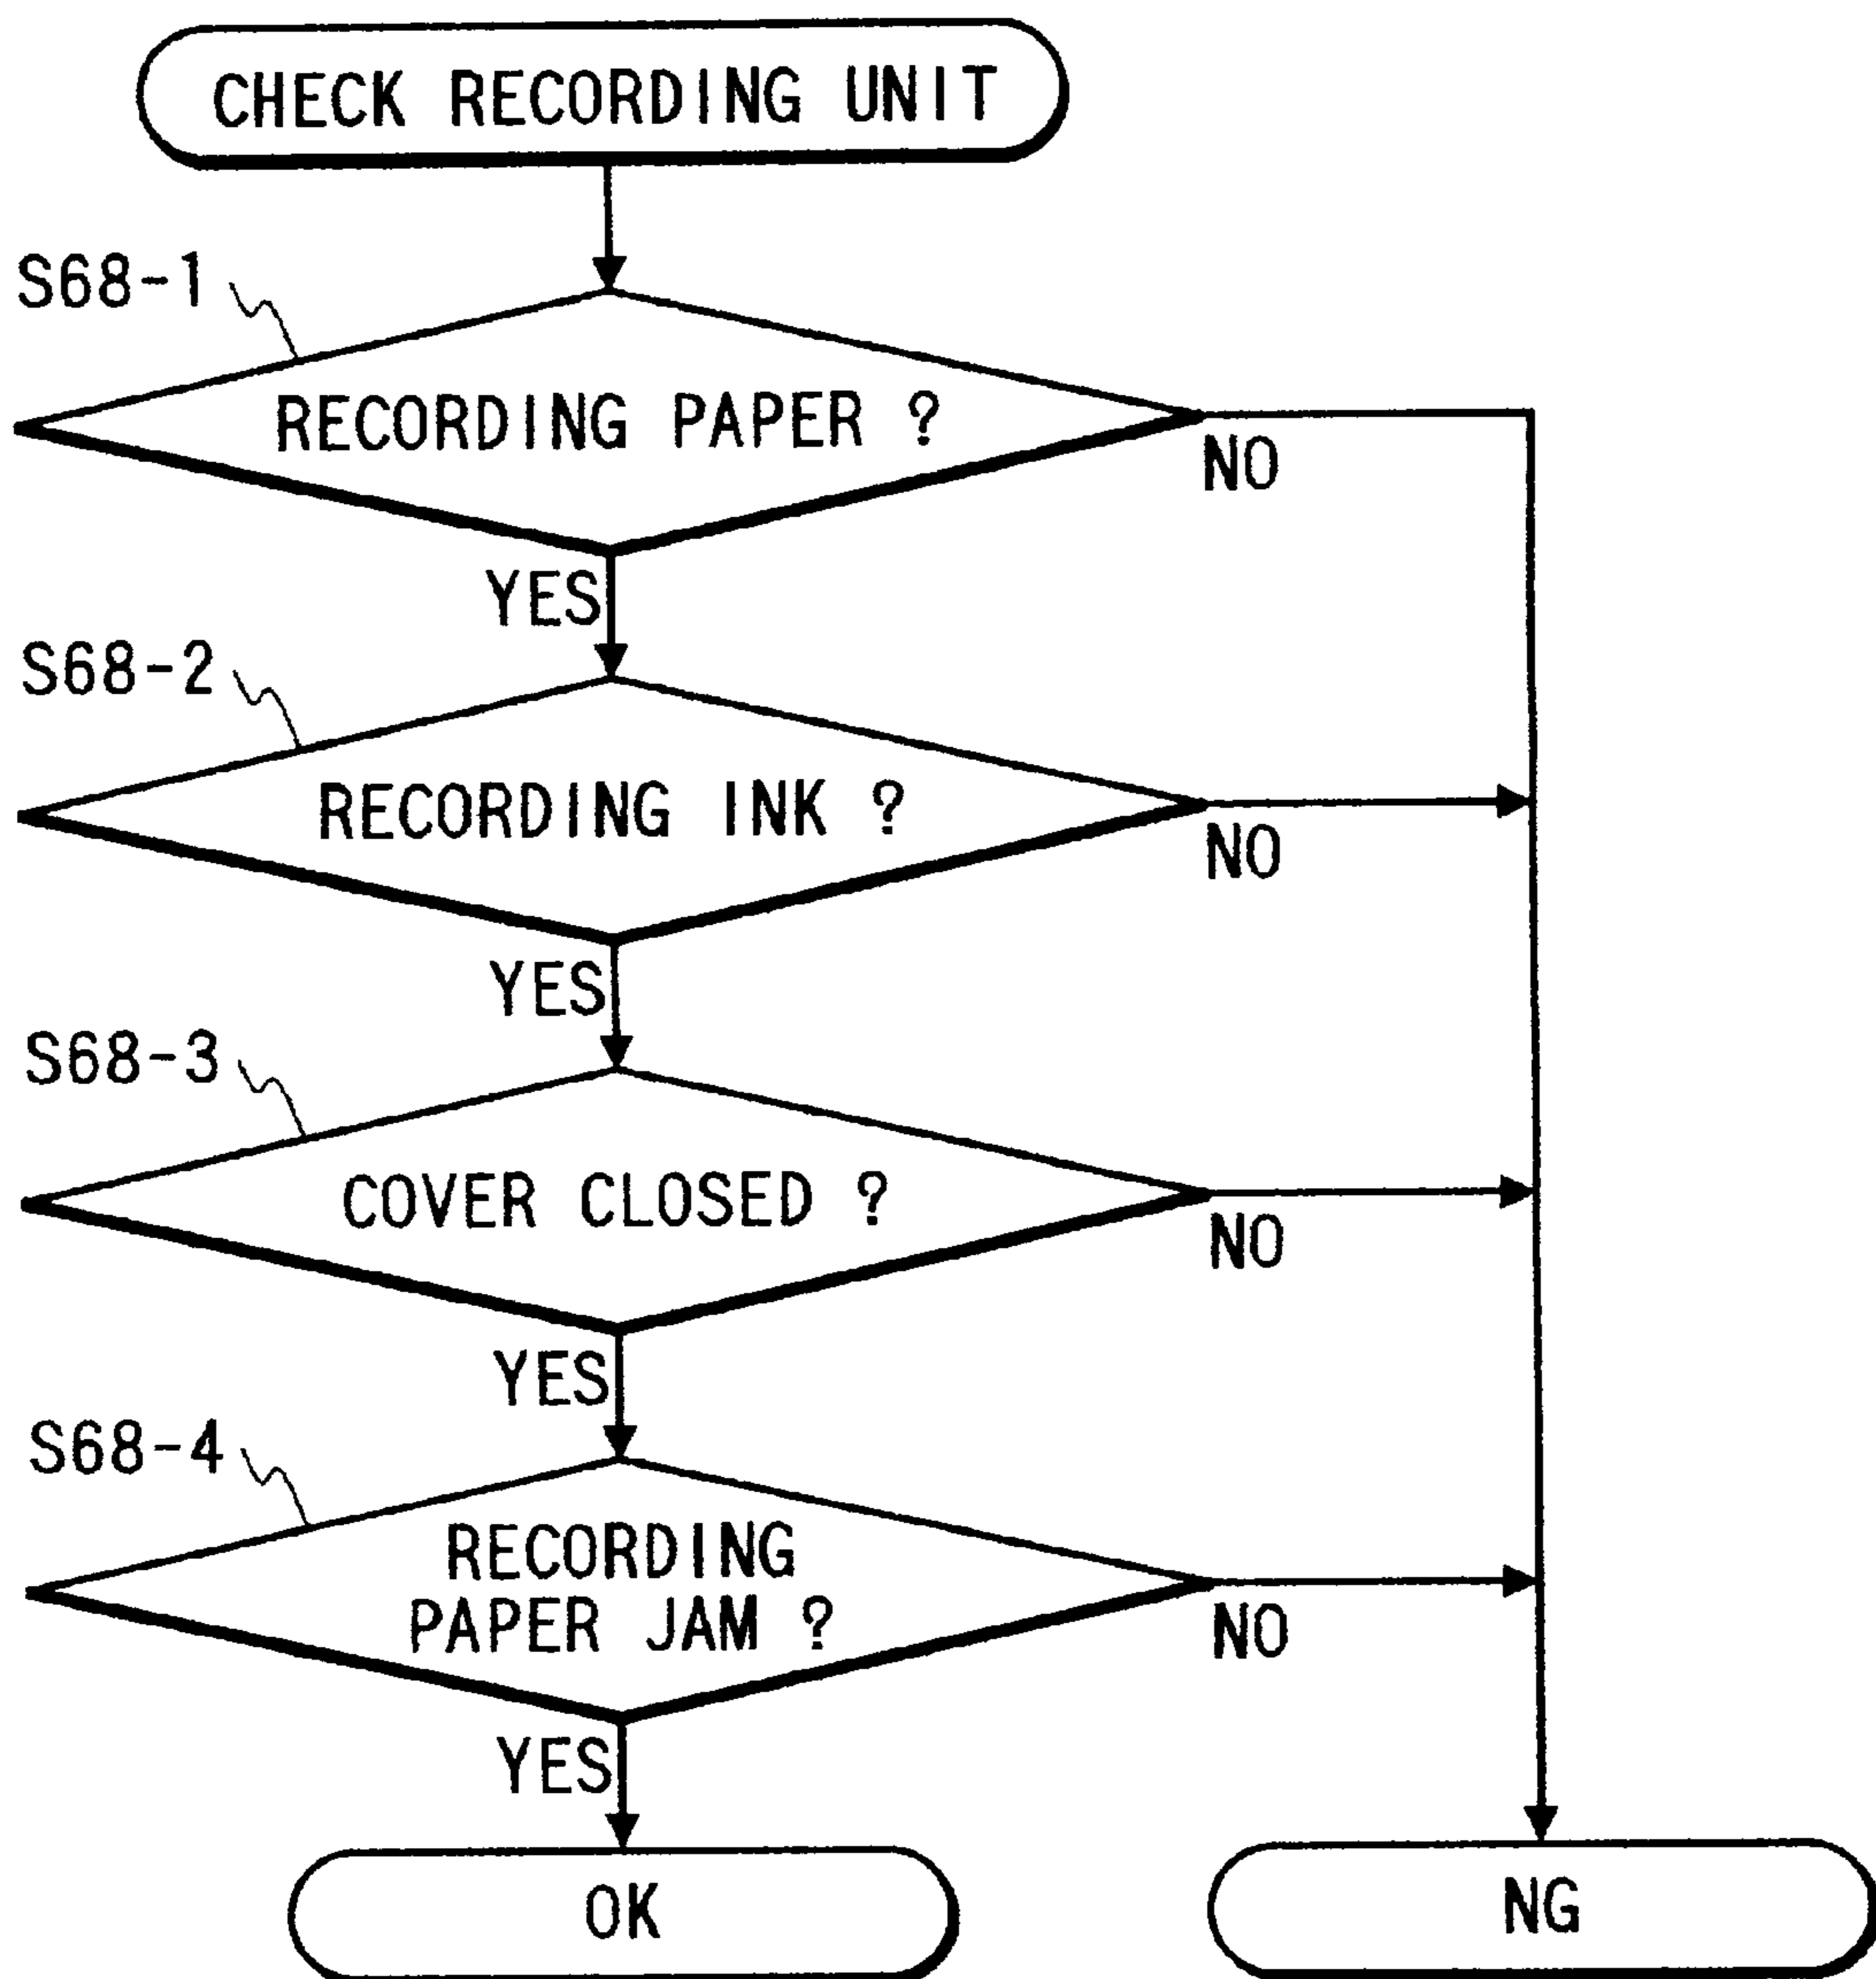 CHECK RECORDING UNIT
S68-1
RECORDING PAPER ?
NO
YES
S68-2
RECORDING INK ?
NO
YES
S68-3
COVER CLOSED ?
NO
YES
S68-4
RECORDING
PAPER JAM ?
NO
YES
OK
NG